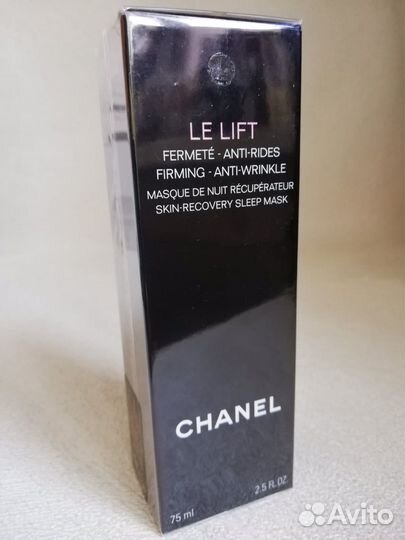 LE LIFT
FERMETÉ - ANTI-RIDES
FIRMING - ANTI-WRINKLE
MASQUE DE NUIT RÉCUPÉRATEUR
SKIN-RECOVERY SLEEP MASK
CHANEL
75 ml 2.5 FL.OZ.
Avito